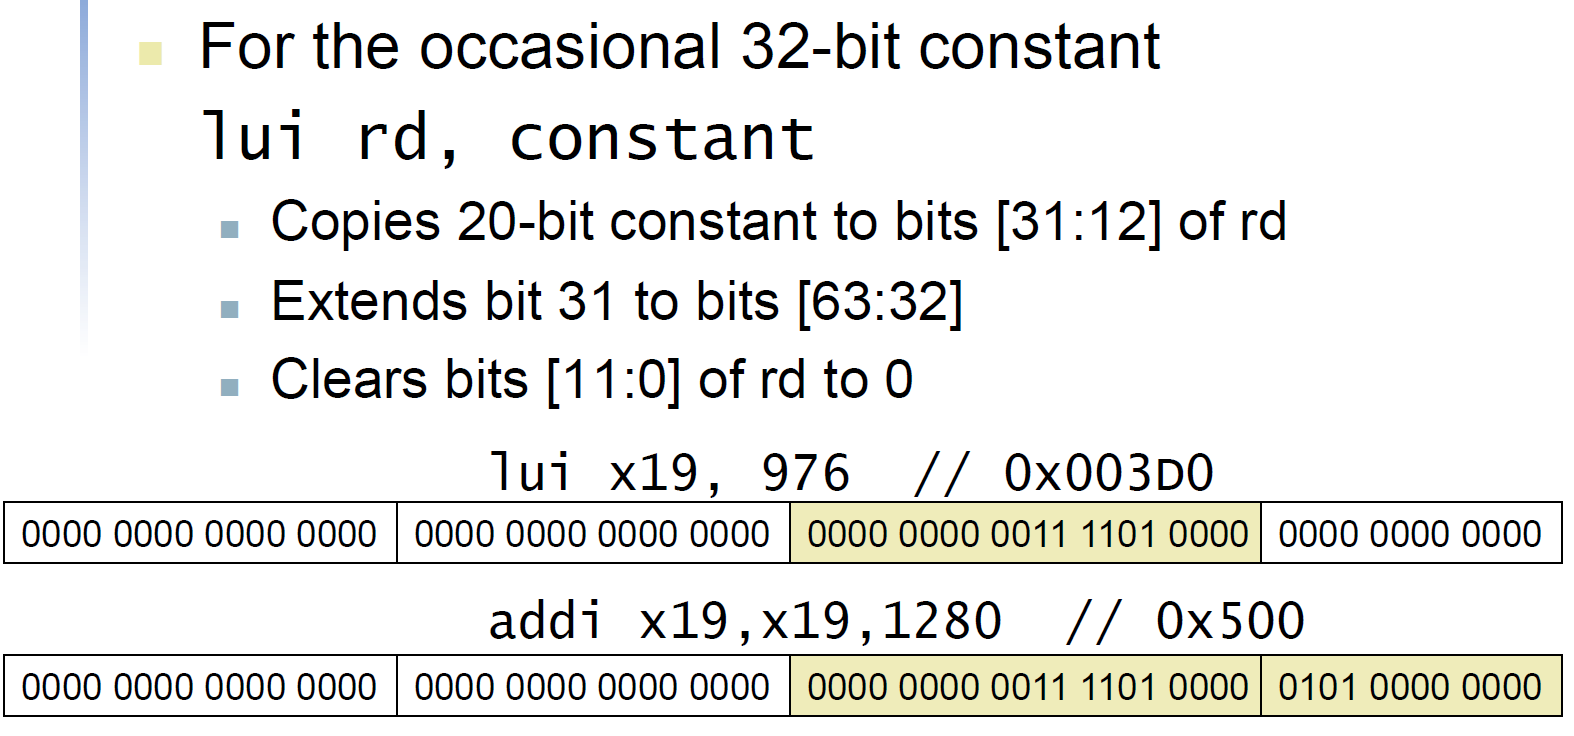 For the occasional 32-bit constant
lui rd, constant
Copies 20-bit constant to bits [31:12] of rd
Extends bit 31 to bits [63:32]
Clears bits [11:0] of rd to 0
lui x19, 976 // 0x003D0
0000 0000 0000 0000 0000 0000 0000 0000 0000 0000 0011 1101 0000 0000 0000 0000
addi x19,x19,1280 // 0x500
0000 0000 0000 0000 0000 0000 0000 0000 0000 0000 0011 1101 0000 0101 0000 0000